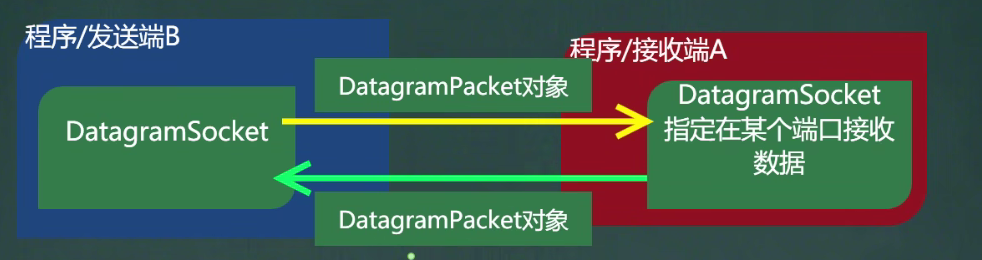 程序/发送端B
程序/接收端A
DatagramPacket对象
DatagramSocket
DatagramSocket
指定在某个端口接收
数据
DatagramPacket对象